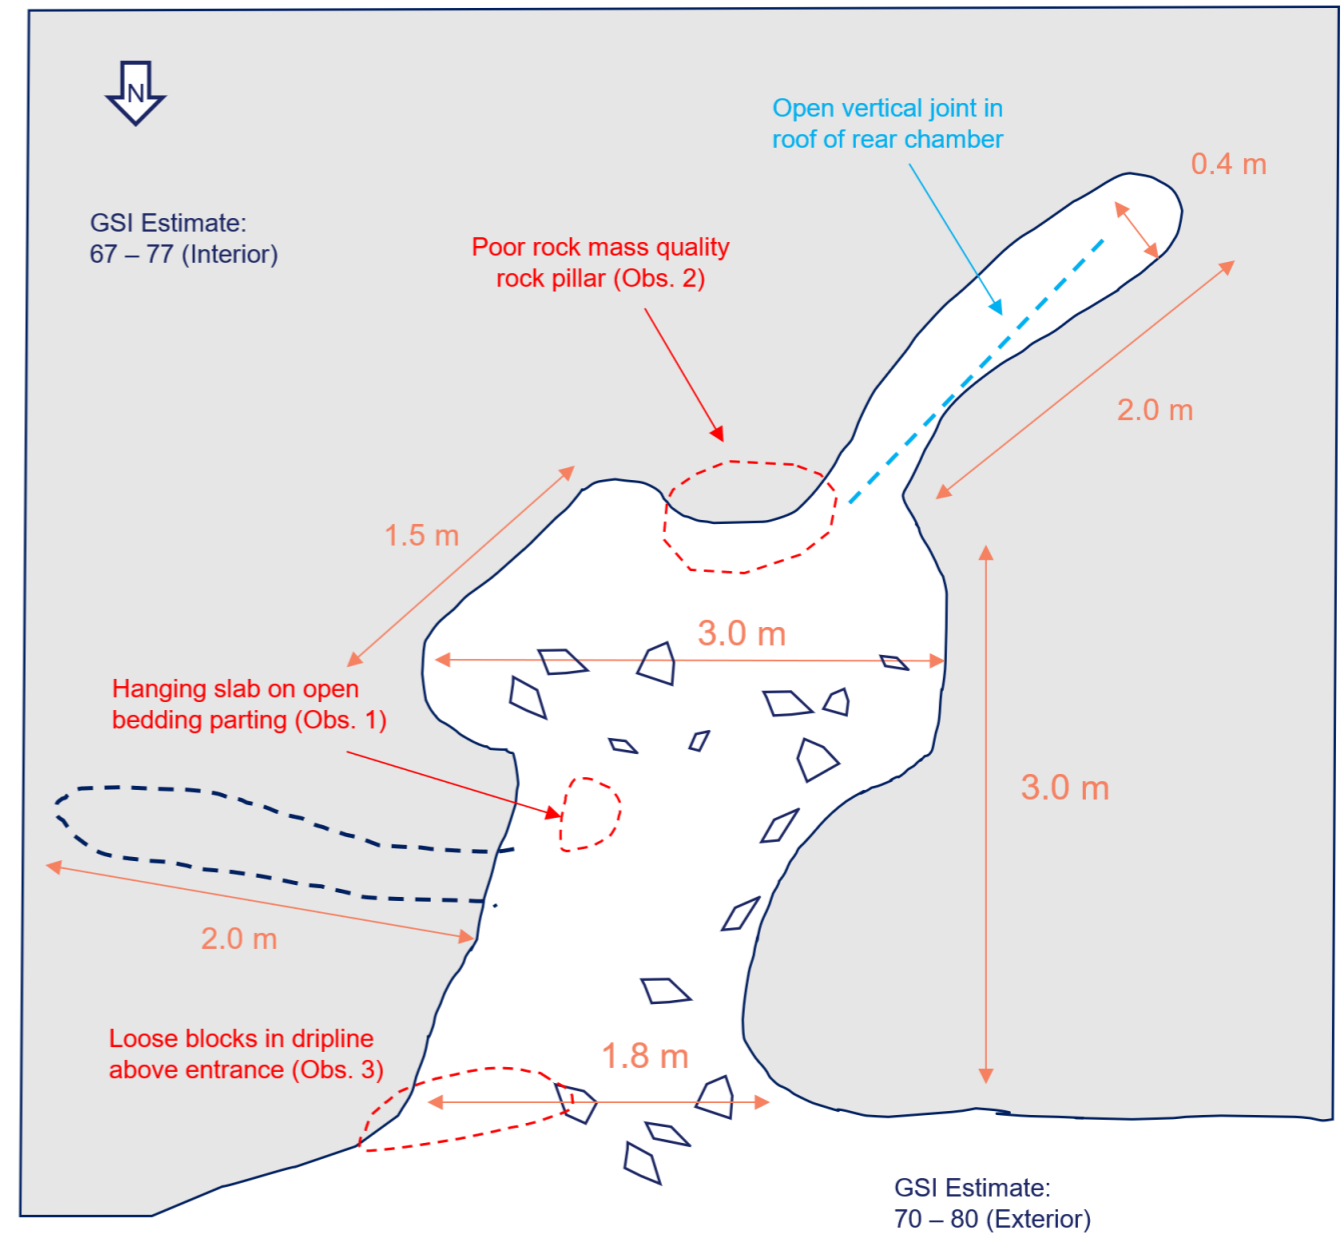 N
Open vertical joint in
roof of rear chamber
0.4 m
GSI Estimate:
67 – 77 (Interior)
Poor rock mass quality
rock pillar (Obs. 2)
2.0 m
1.5 m
3.0 m
Hanging slab on open
bedding parting (Obs. 1)
3.0 m
2.0 m
Loose blocks in dripline
above entrance (Obs. 3)
1.8 m
GSI Estimate:
70 – 80 (Exterior)